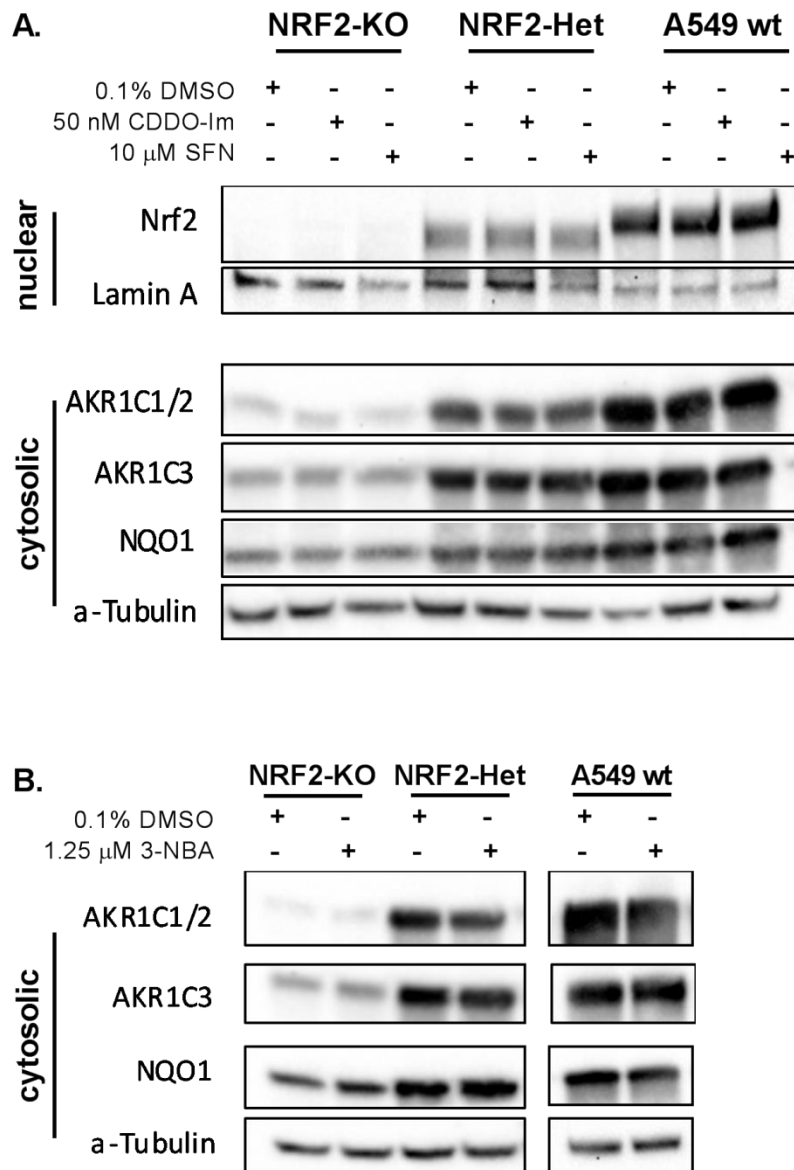 A.
NRF2-KO NRF2-Het A549 wt
0.1% DMSO + - - + - - + - -
50 nM CDDO-Im - + - - + - - + -
10 μM SFN - - + - - + - - +
nuclear
Nrf2
Lamin A
cytosolic
AKR1C1/2
AKR1C3
NQO1
a-Tubulin
B.
NRF2-KO NRF2-Het A549 wt
0.1% DMSO + - + - + -
1.25 μM 3-NBA - + - + - +
cytosolic
AKR1C1/2
AKR1C3
NQO1
a-Tubulin